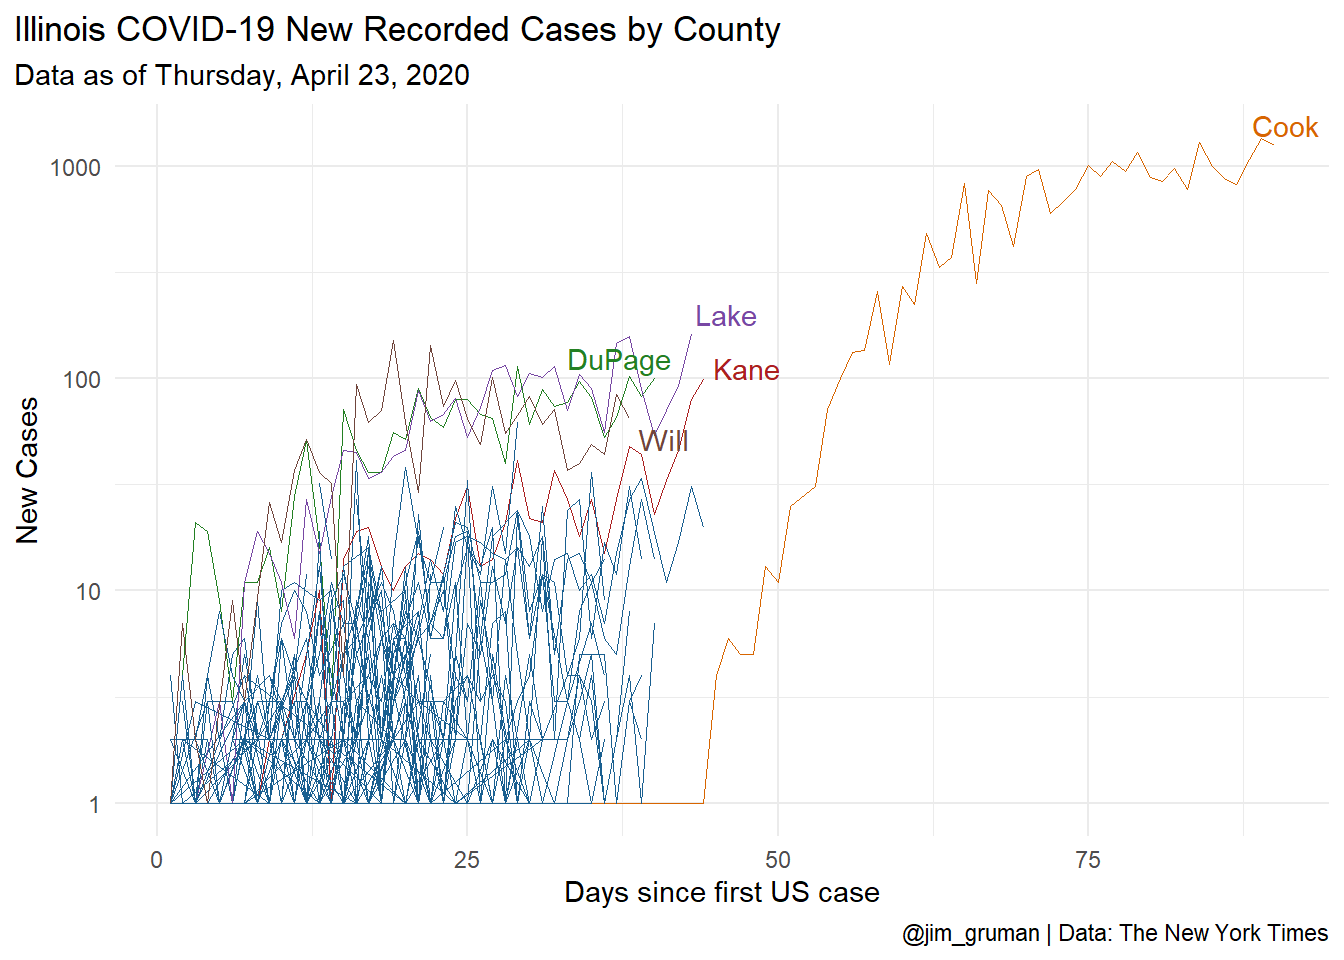 Illinois COVID-19 New Recorded Cases by County
Data as of Thursday, April 23, 2020
Cook
1000
Lake
DuPage
Kane
100
Will
New Cases
10
1
0
25
50
75
Days since first US case
@jim_gruman | Data: The New York Times